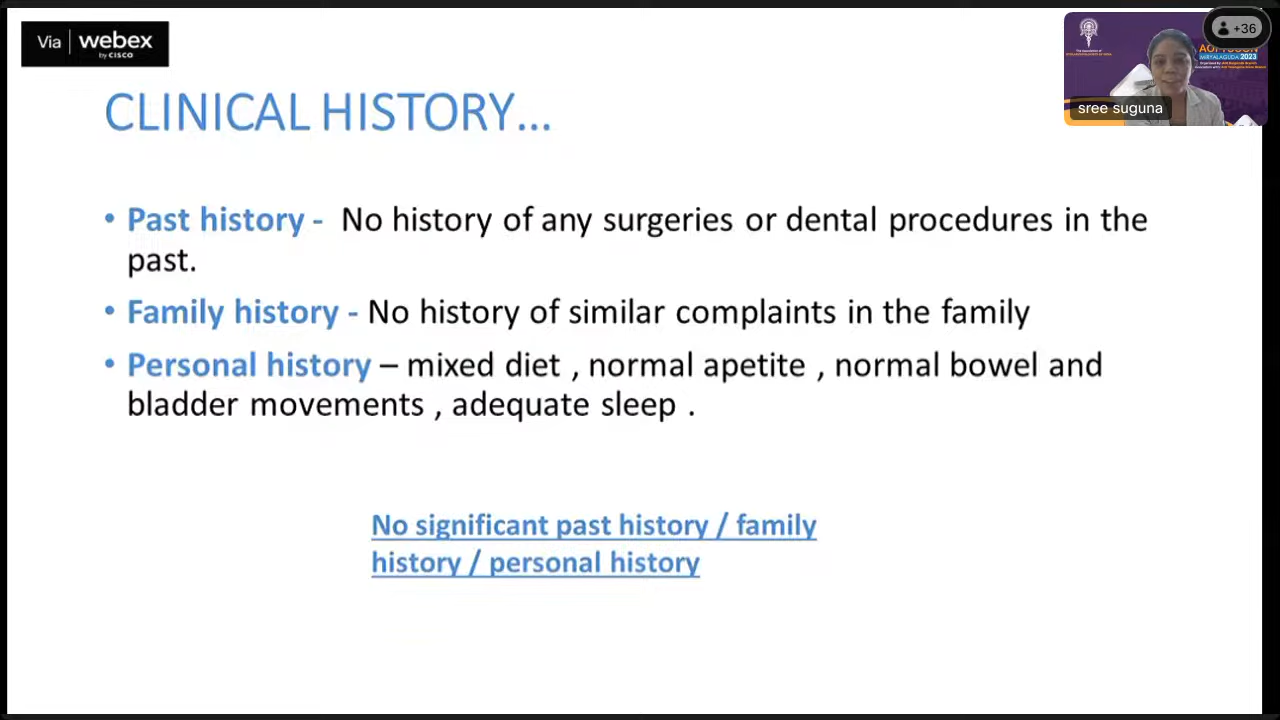 Via webex
by CISCO
+36
sree suguna
MIRYALAGUDA 2023
CLINICAL HISTORY...
• Past history - No history of any surgeries or dental procedures in the
past.
• Family history - No history of similar complaints in the family
• Personal history – mixed diet , normal apetite , normal bowel and
bladder movements , adequate sleep .
No significant past history / family
history / personal history